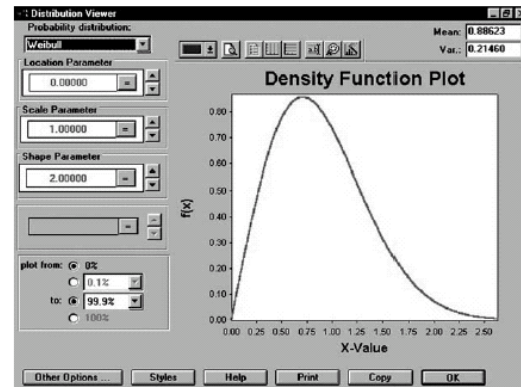 Distribution Viewer
Probability distribution:
Weibull
Mean: 0.88623
Var.: 0.21460
Location Parameter
0.00000
=
Scale Parameter
1.00000
=
Shape Parameter
2.00000
=
=
plot from: 0%
0.1%
to: 99.9%
100%
Density Function Plot
f(x)
0.80
0.70
0.60
0.50
0.40
0.30
0.20
0.10
0.00
0.00 0.25 0.50 0.75 1.00 1.25 1.50 1.75 2.00 2.25 2.50
X-Value
Other Options ...
Styles
Help
Print
Copy
OK